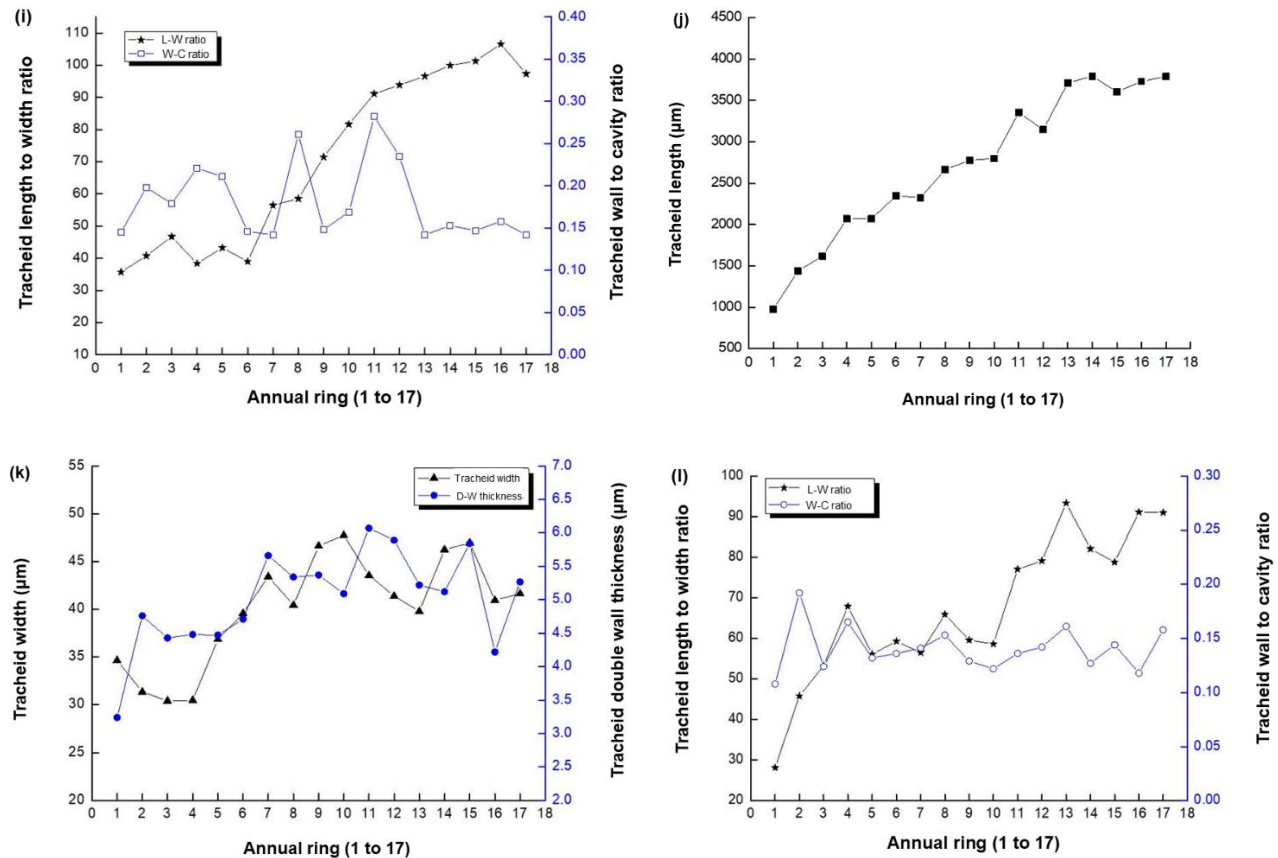 (i)
L-W ratio
W-C ratio
Tracheid length to width ratio
110
100
90
80
70
60
50
40
30
20
10
0.40
0.35
0.30
0.25
0.20
0.15
0.10
0.05
0.00
Tracheid wall to cavity ratio
0 1 2 3 4 5 6 7 8 9 10 11 12 13 14 15 16 17 18
Annual ring (1 to 17)
(j)
Tracheid length (µm)
4500
4000
3500
3000
2500
2000
1500
1000
500
0 1 2 3 4 5 6 7 8 9 10 11 12 13 14 15 16 17 18
Annual ring (1 to 17)
(k)
Tracheid width
D-W thickness
Tracheid width (µm)
55
50
45
40
35
30
25
20
7.0
6.5
6.0
5.5
5.0
4.5
4.0
3.5
3.0
2.5
2.0
Tracheid double wall thickness (µm)
0 1 2 3 4 5 6 7 8 9 10 11 12 13 14 15 16 17 18
Annual ring (1 to 17)
(l)
L-W ratio
W-C ratio
Tracheid length to width ratio
100
90
80
70
60
50
40
30
20
0.30
0.25
0.20
0.15
0.10
0.05
0.00
Tracheid wall to cavity ratio
0 1 2 3 4 5 6 7 8 9 10 11 12 13 14 15 16 17 18
Annual ring (1 to 17)